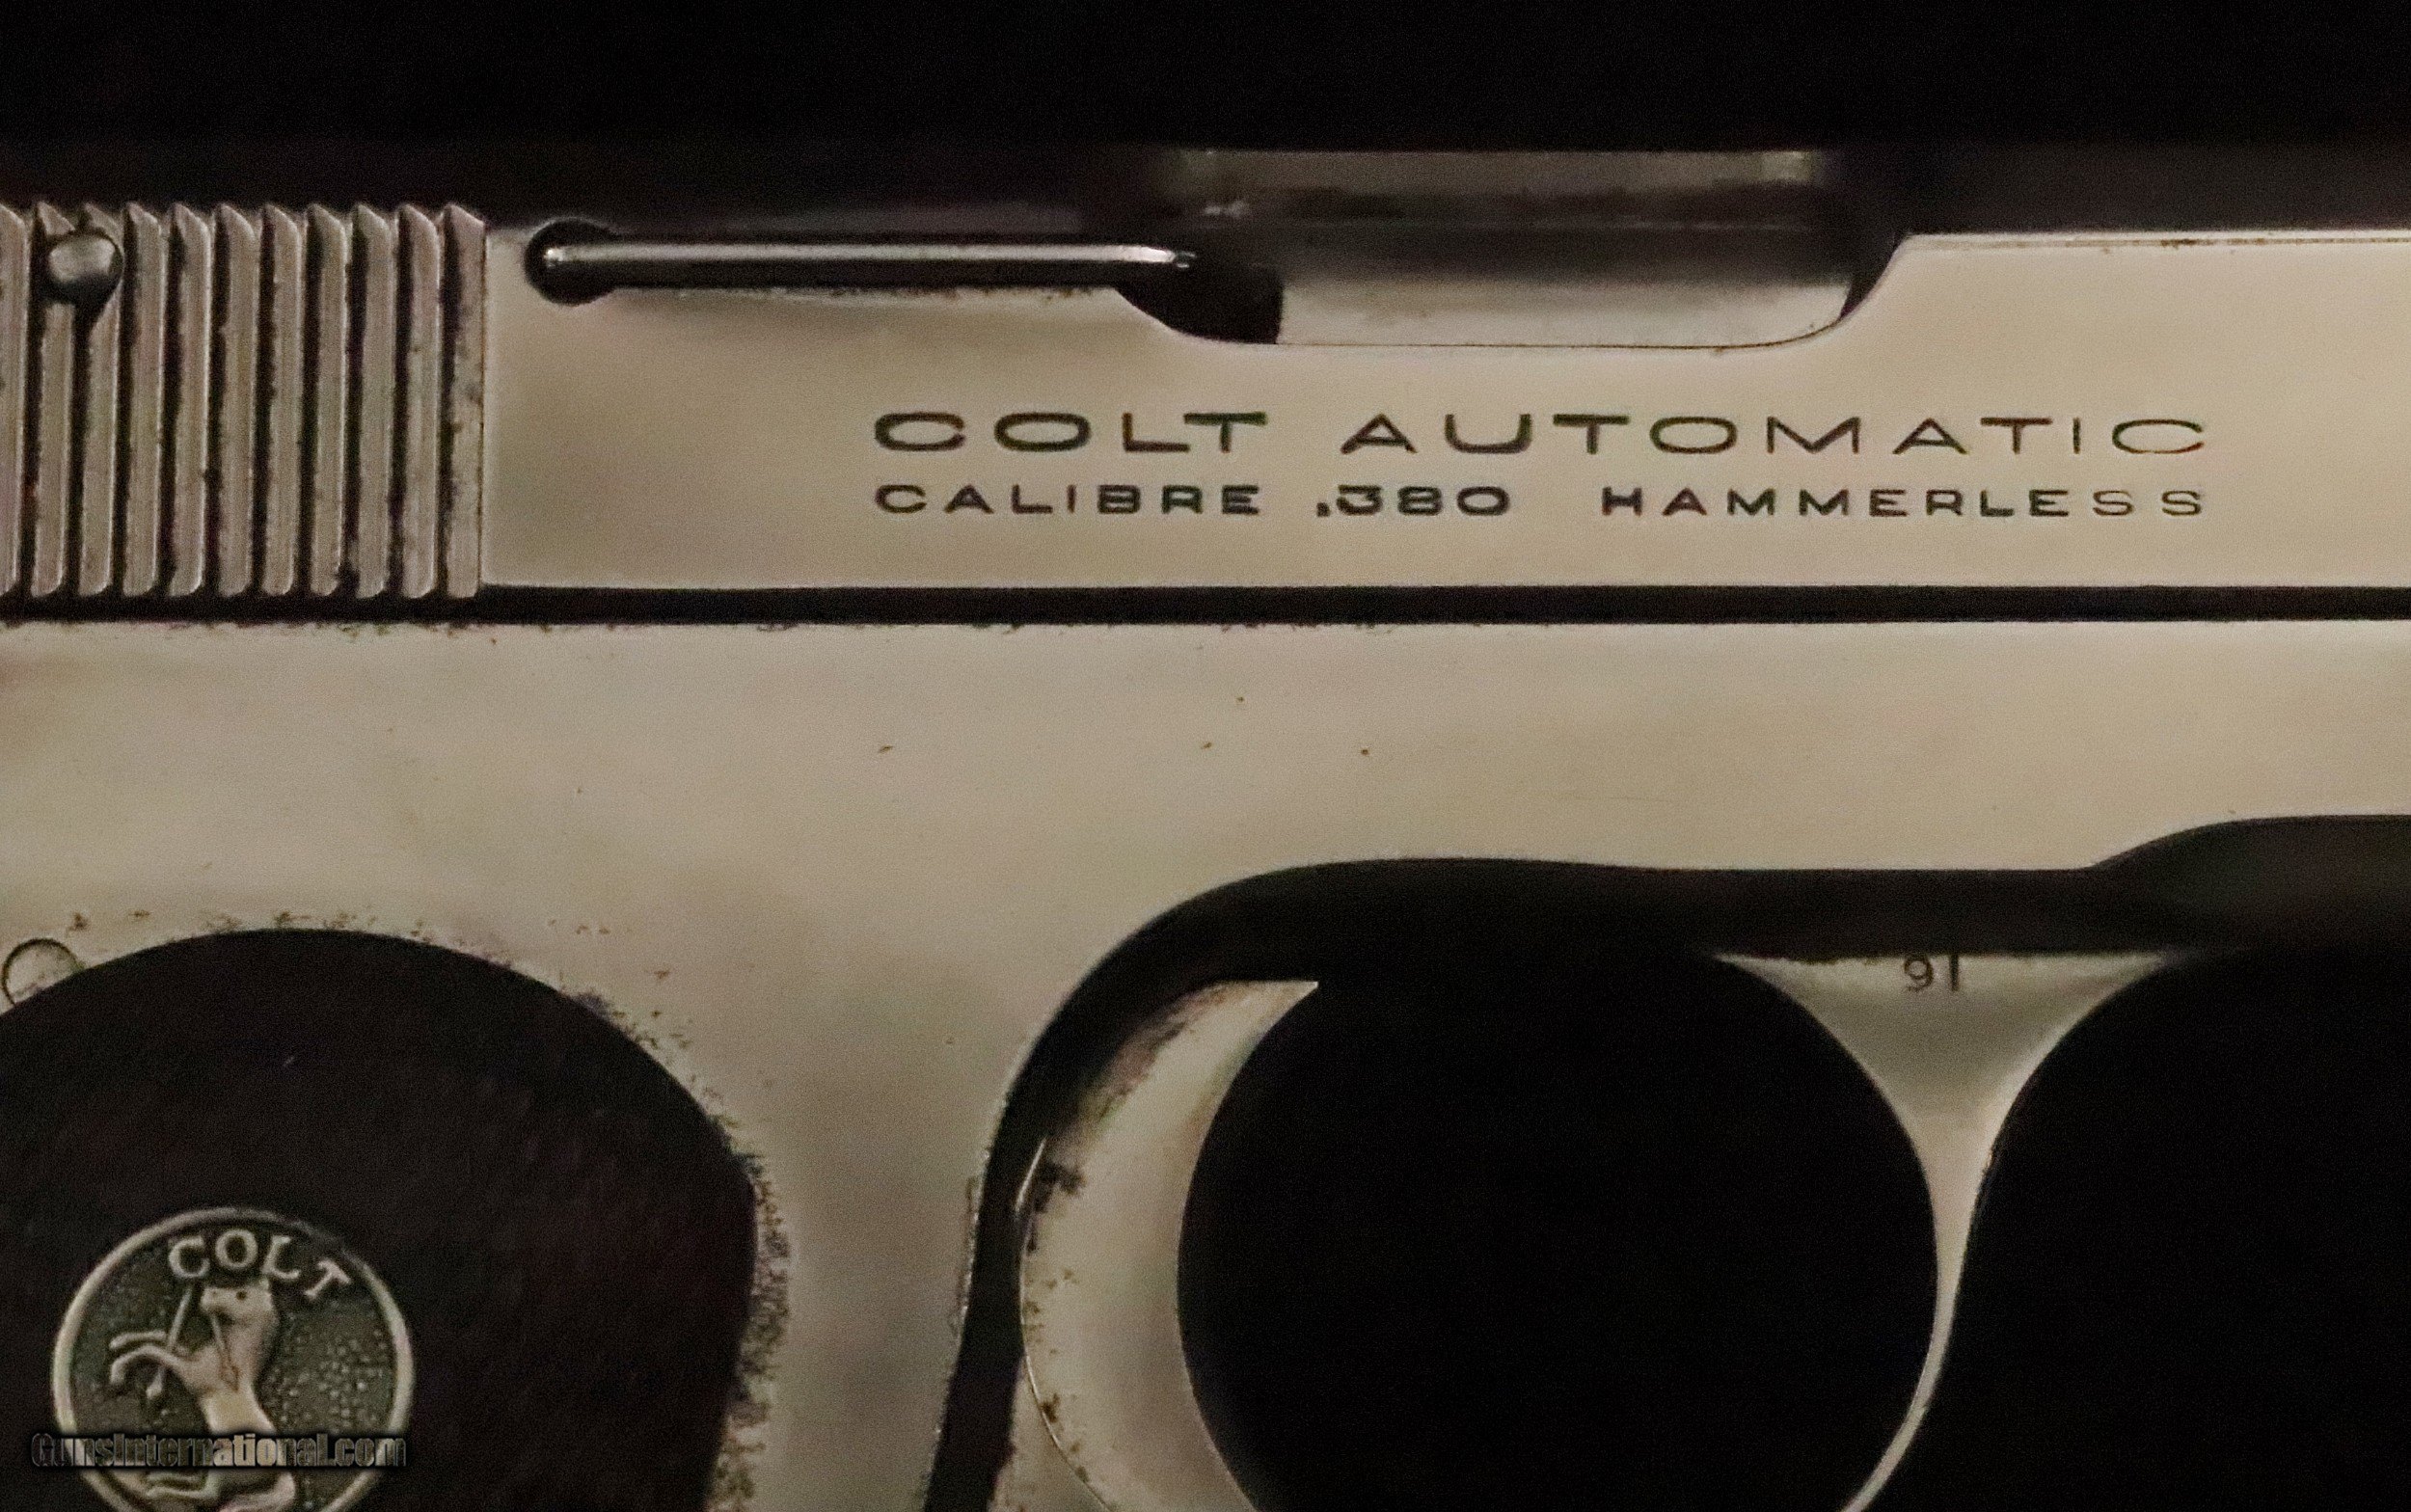 COLT AUTOMATIC
CALIBRE .380 HAMMERLESS
91
COLT
GunsInternational.com